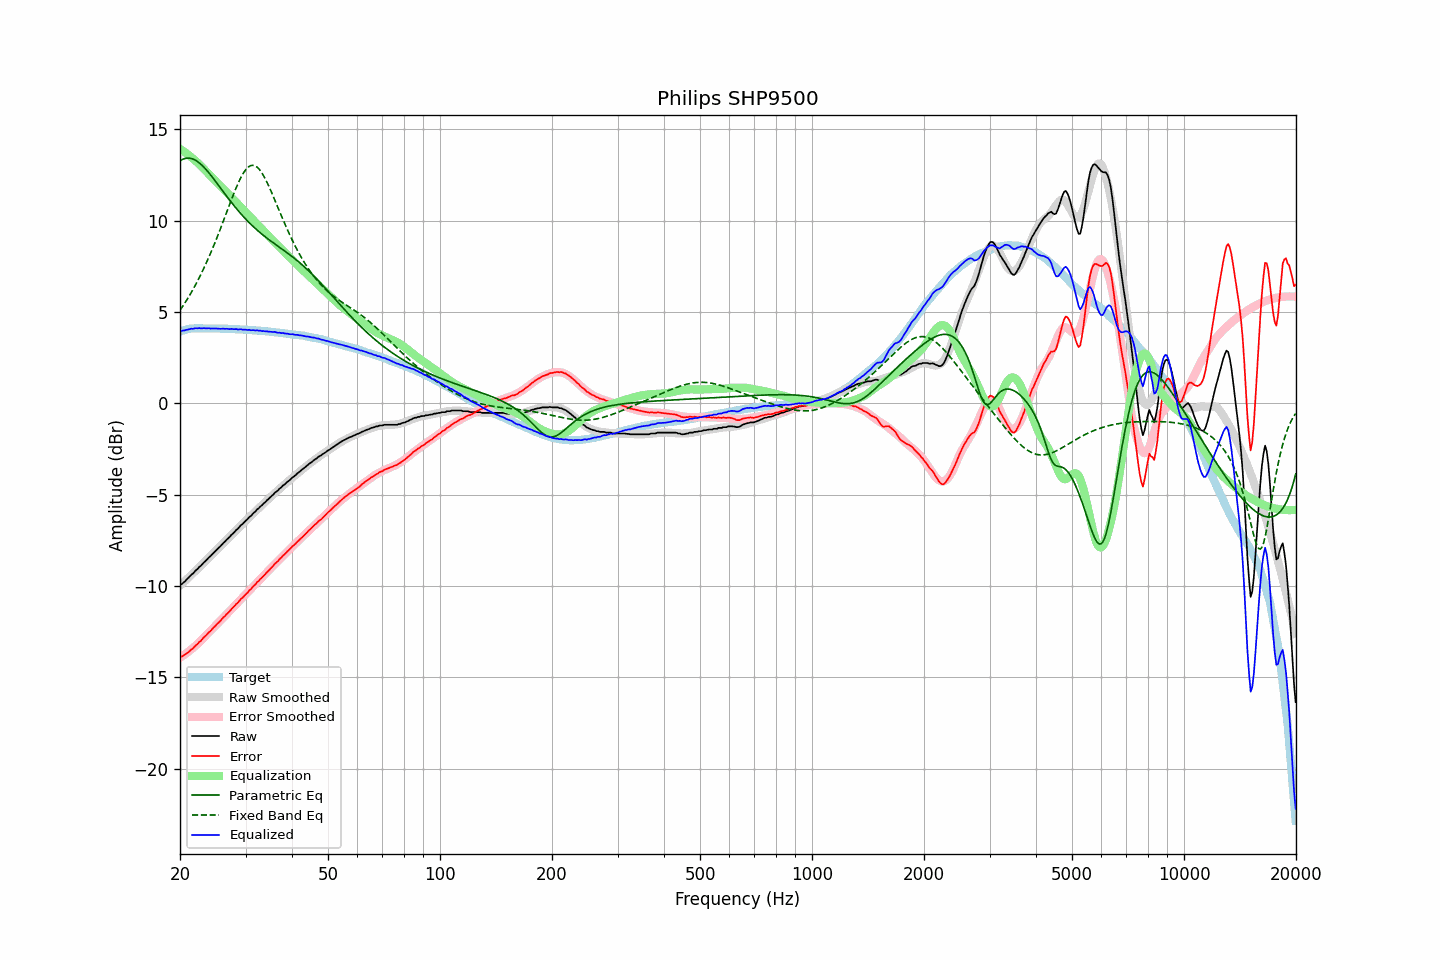 Philips SHP9500
Amplitude (dBr)
15
10
5
0
−5
−10
−15
−20
Target
Raw Smoothed
Error Smoothed
Raw
Error
Equalization
Parametric Eq
Fixed Band Eq
Equalized
20 50 100 200 500 1000 2000 5000 10000 20000
Frequency (Hz)